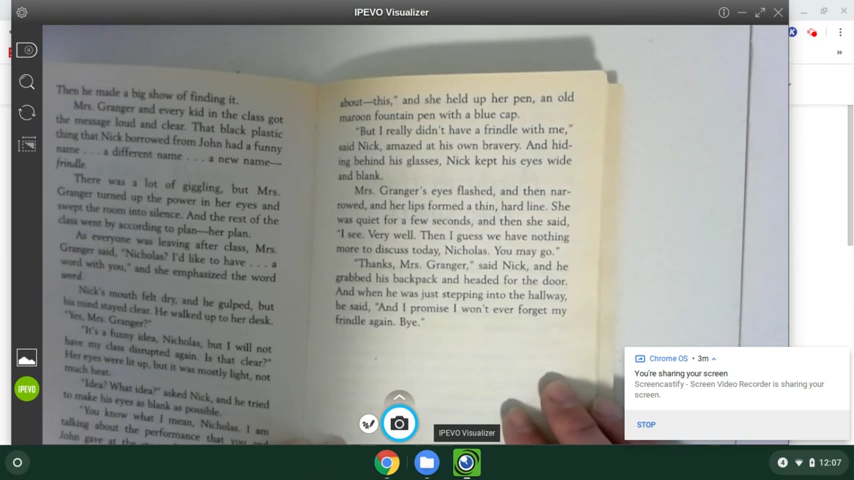 IPEVO Visualizer
Then he made a big show of finding it.
Mrs. Granger and every kid in the class got
the message loud and clear. That black plastic
thing that Nick borrowed from John had a funny
name . . . a different name . . . a new name—
frindle.
There was a lot of giggling, but Mrs.
Granger turned up the power in her eyes and
swept the room into silence. And the rest of the
class went by according to plan—her plan.
As everyone was leaving after class, Mrs.
Granger said, "Nicholas? I'd like to have . . . a
word with you," and she emphasized the word
word.
Nick's mouth felt dry, and he gulped, but
his mind stayed clear. He walked up to her desk.
"Yes, Mrs. Granger?"
"It's a funny idea, Nicholas, but I will not
have my class disrupted again. Is that clear?"
Her eyes were lit up, but it was mostly light, not
much heat.
"Idea? What idea?" asked Nick, and he tried
to make his eyes as blank as possible.
"You know what I mean, Nicholas. I am
talking about the performance that you and
John gave at the
about—this," and she held up her pen, an old
maroon fountain pen with a blue cap.
"But I really didn't have a frindle with me,"
said Nick, amazed at his own bravery. And hid-
ing behind his glasses, Nick kept his eyes wide
and blank.
Mrs. Granger's eyes flashed, and then nar-
rowed, and her lips formed a thin, hard line. She
was quiet for a few seconds, and then she said,
"I see. Very well. Then I guess we have nothing
more to discuss today, Nicholas. You may go."
"Thanks, Mrs. Granger," said Nick, and he
grabbed his backpack and headed for the door.
And when he was just stepping into the hallway,
he said, "And I promise I won't ever forget my
frindle again. Bye."
IPEVO
IPEVO Visualizer
Chrome OS • 3m
You're sharing your screen
Screencastify - Screen Video Recorder is sharing your
screen.
STOP
4
12:07